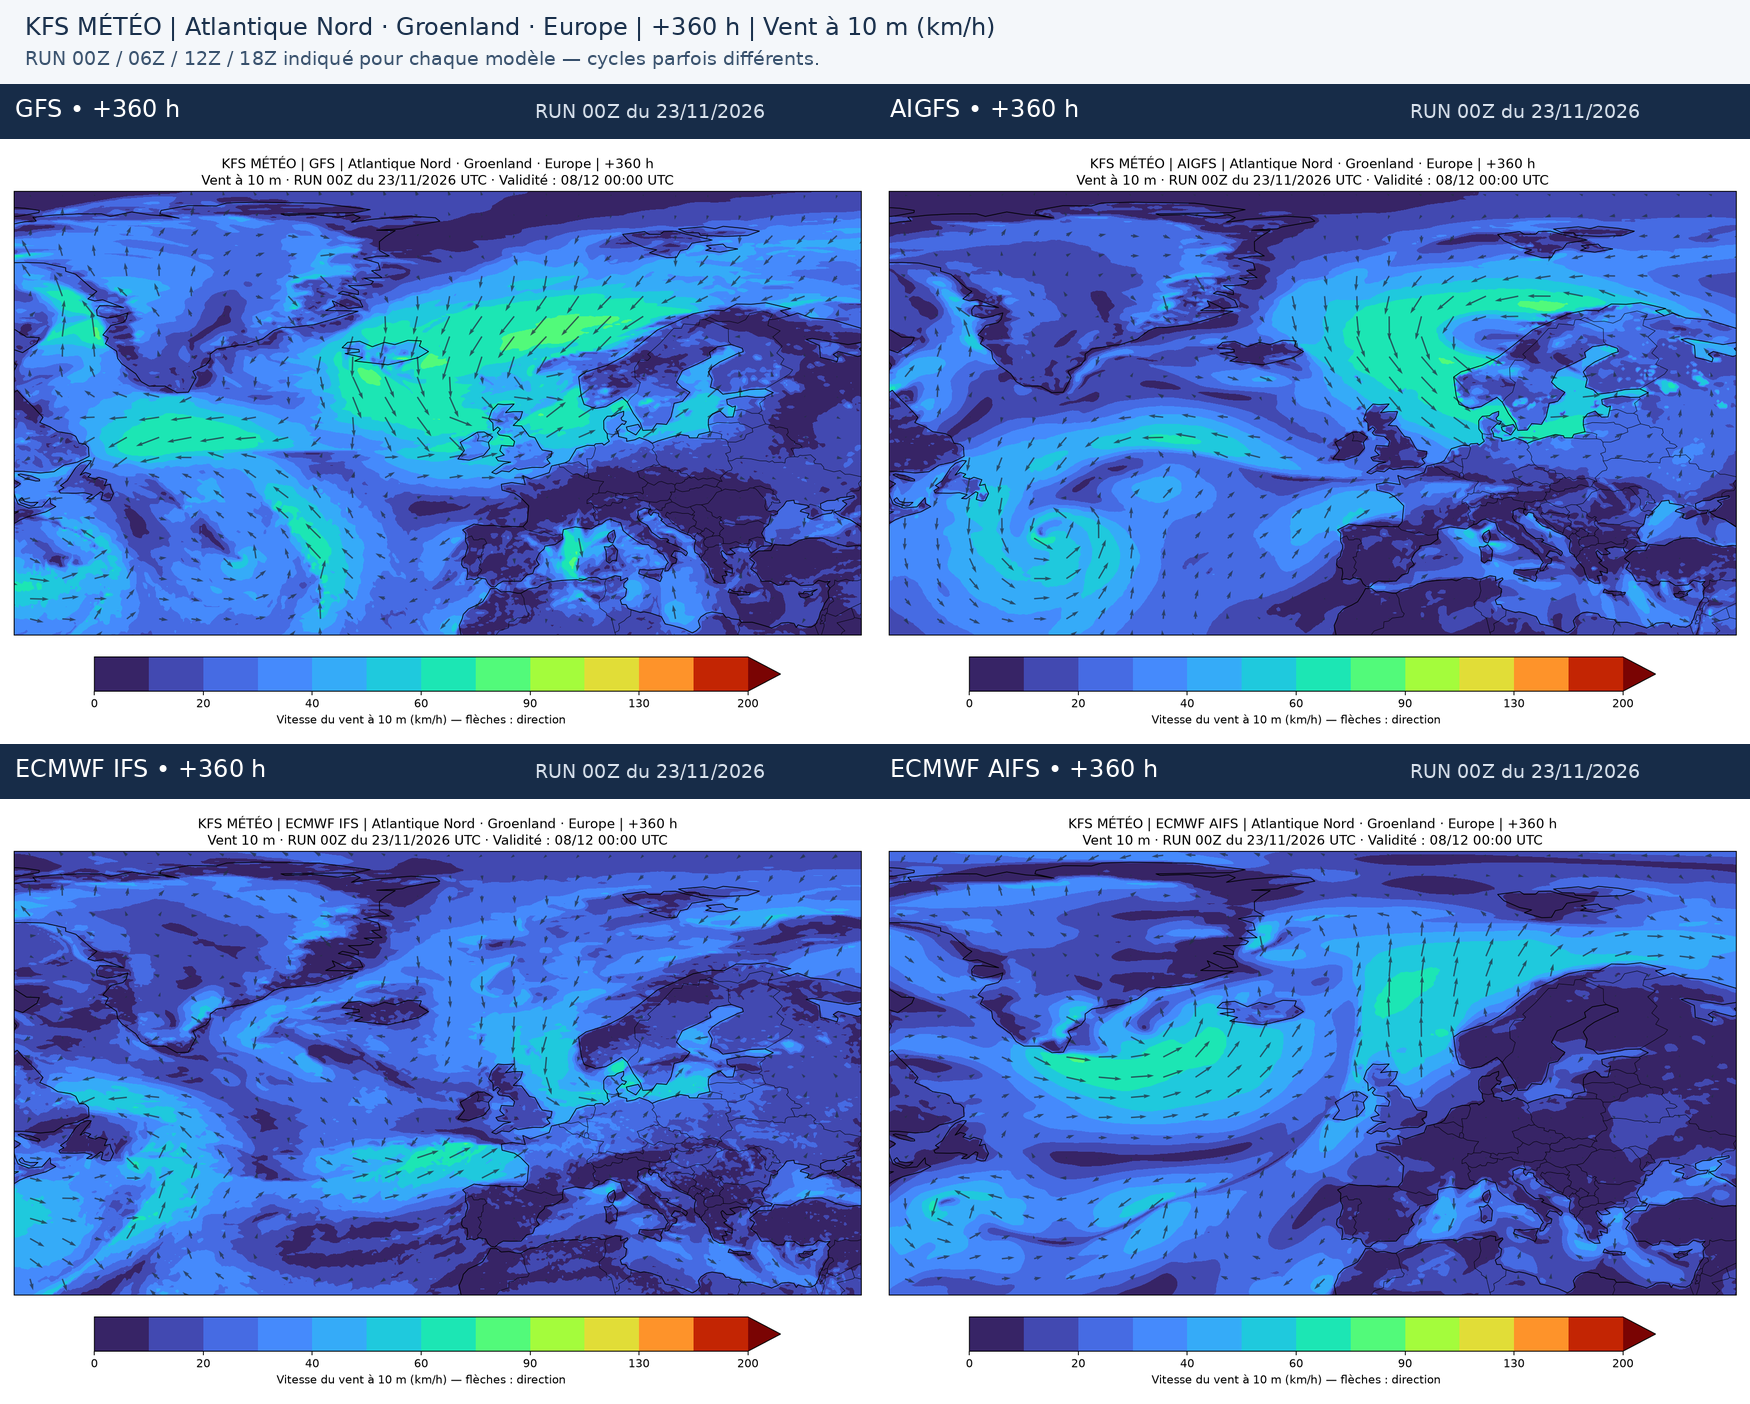 KFS MÉTÉO | Atlantique Nord · Groenland · Europe | +360 h | Vent à 10 m (km/h)
RUN 00Z / 06Z / 12Z / 18Z indiqué pour chaque modèle — cycles parfois différents.
GFS • +360 h
RUN 00Z du 23/11/2026
AIGFS • +360 h
RUN 00Z du 23/11/2026
KFS MÉTÉO | GFS | Atlantique Nord · Groenland · Europe | +360 h
Vent à 10 m · RUN 00Z du 23/11/2026 UTC · Validité : 08/12 00:00 UTC
KFS MÉTÉO | AIGFS | Atlantique Nord · Groenland · Europe | +360 h
Vent à 10 m · RUN 00Z du 23/11/2026 UTC · Validité : 08/12 00:00 UTC
0 20 40 60 90 130 200
Vitesse du vent à 10 m (km/h) — flèches : direction
0 20 40 60 90 130 200
Vitesse du vent à 10 m (km/h) — flèches : direction
ECMWF IFS • +360 h
RUN 00Z du 23/11/2026
ECMWF AIFS • +360 h
RUN 00Z du 23/11/2026
KFS MÉTÉO | ECMWF IFS | Atlantique Nord · Groenland · Europe | +360 h
Vent 10 m · RUN 00Z du 23/11/2026 UTC · Validité : 08/12 00:00 UTC
KFS MÉTÉO | ECMWF AIFS | Atlantique Nord · Groenland · Europe | +360 h
Vent 10 m · RUN 00Z du 23/11/2026 UTC · Validité : 08/12 00:00 UTC
0 20 40 60 90 130 200
Vitesse du vent à 10 m (km/h) — flèches : direction
0 20 40 60 90 130 200
Vitesse du vent à 10 m (km/h) — flèches : direction